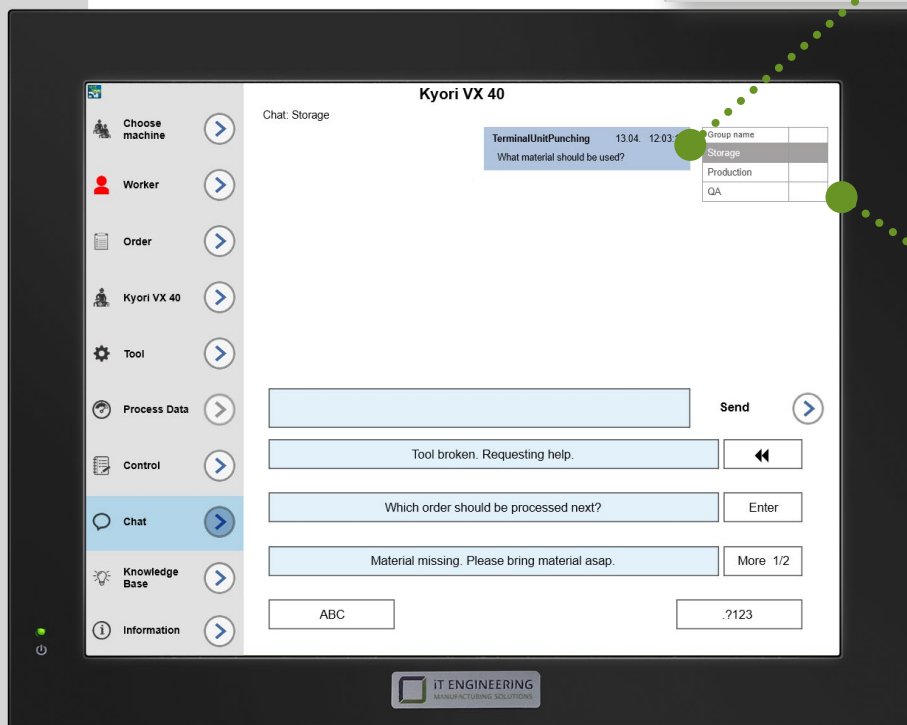 Kyori VX 40
Chat: Storage
Choose
machine
Worker
Order
Kyori VX 40
Tool
Process Data
Control
Chat
Knowledge
Base
Information
TerminalUnitPunching 13.04. 12:03:
What material should be used?
Group name
Storage
Production
QA
Send
Tool broken. Requesting help.
Which order should be processed next?
Enter
Material missing. Please bring material asap.
More 1/2
ABC
.?123
iT ENGINEERING
MANUFACTURING SOLUTIONS